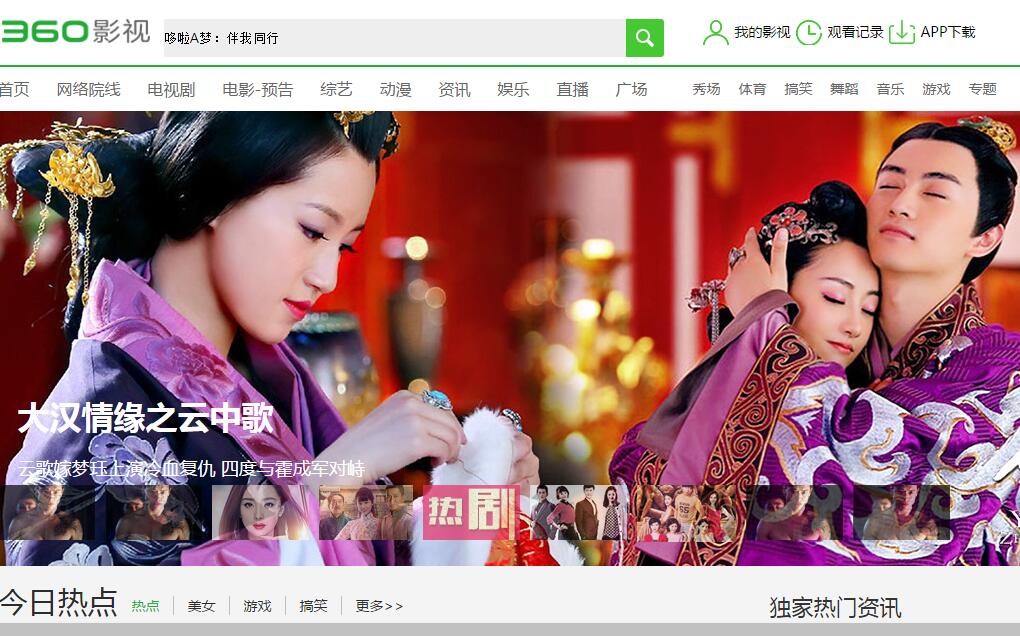 360影视
哆啦A梦：伴我同行
我的影视
观看记录
APP下载
首页 网络院线 电视剧 电影-预告 综艺 动漫 资讯 娱乐 直播 广场 秀场 体育 搞笑 舞蹈 音乐 游戏 专题
大汉情缘之云中歌
云歌嫁梦珏上演冷血复仇 四度与霍成军对峙
热剧
今日热点 热点 美女 游戏 搞笑 更多>>
独家热门资讯